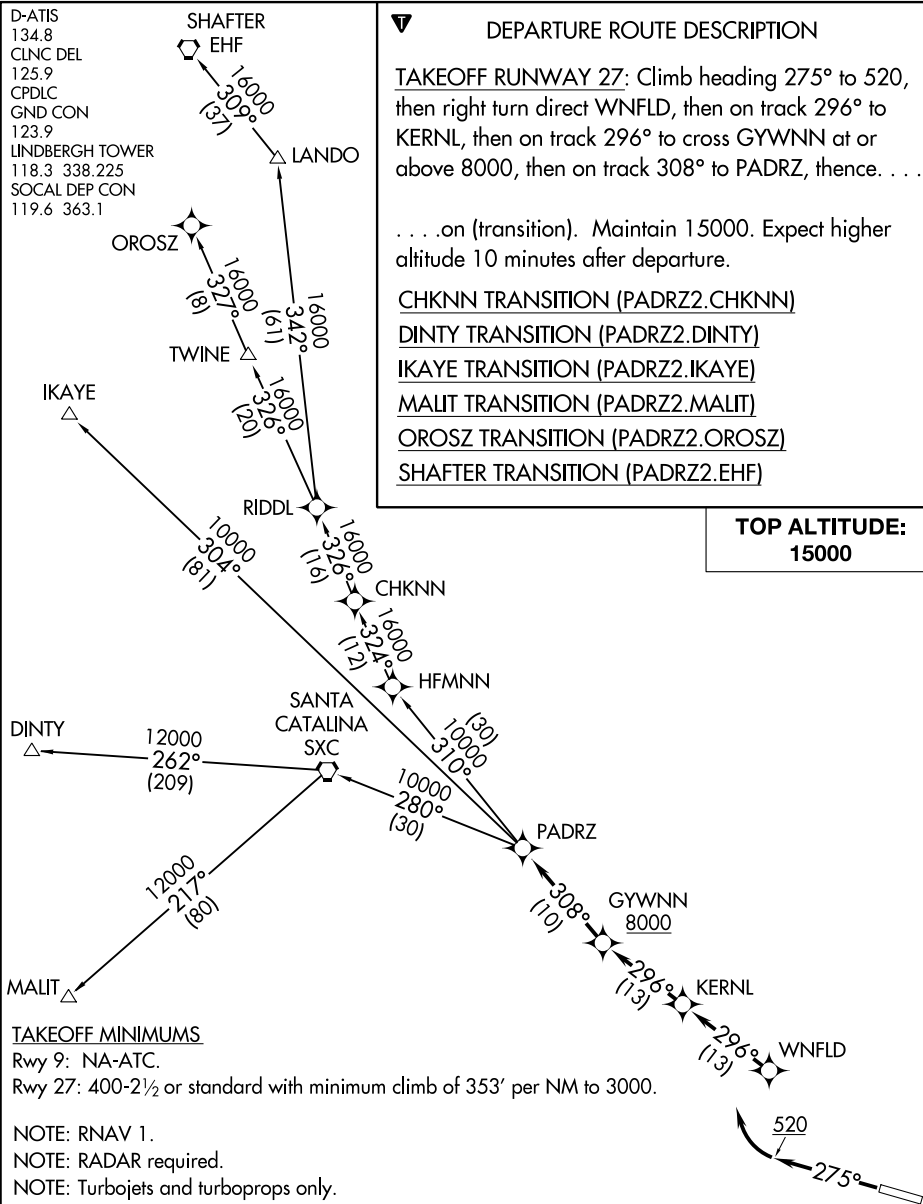 D-ATIS
134.8
CLNC DEL
125.9
CPDLC
GND CON
123.9
LINDBERGH TOWER
118.3 338.225
SOCAL DEP CON
119.6 363.1
T
DEPARTURE ROUTE DESCRIPTION
TAKEOFF RUNWAY 27: Climb heading 275° to 520,
then right turn direct WNFLD, then on track 296° to
KERNL, then on track 296° to cross GYWNN at or
above 8000, then on track 308° to PADRZ, thence. . . .
. . . .on (transition). Maintain 15000. Expect higher
altitude 10 minutes after departure.
CHKNN TRANSITION (PADRZ2.CHKNN)
DINTY TRANSITION (PADRZ2.DINTY)
IKAYE TRANSITION (PADRZ2.IKAYE)
MALIT TRANSITION (PADRZ2.MALIT)
OROSZ TRANSITION (PADRZ2.OROSZ)
SHAFTER TRANSITION (PADRZ2.EHF)
TOP ALTITUDE:
15000
SHAFTER
EHF
16000
309°
(37)
LANDO
OROSZ
16000
327°
(8)
16000
342°
(61)
TWINE
16000
326°
(20)
IKAYE
RIDDL
10000
304°
(81)
16000
326°
(16)
CHKNN
16000
324°
(12)
HFMNN
SANTA
CATALINA
SXC
(30)
10000
310°
DINTY
12000
262°
(209)
10000
280°
(30)
PADRZ
12000
217°
(80)
308°
(10)
GYWNN
8000
MALIT
296°
(13)
KERNL
296°
(13)
WNFLD
520
275°
TAKEOFF MINIMUMS
Rwy 9: NA-ATC.
Rwy 27: 400-2½ or standard with minimum climb of 353' per NM to 3000.
NOTE: RNAV 1.
NOTE: RADAR required.
NOTE: Turbojets and turboprops only.